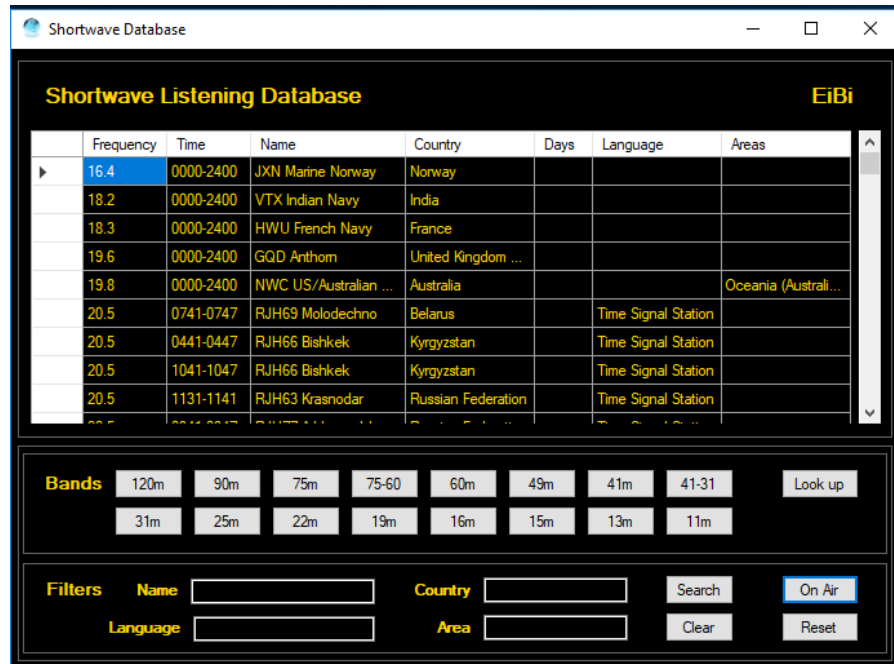 Shortwave Database
Shortwave Listening Database EiBi
Frequency Time Name Country Days Language Areas
16.4 0000-2400 JXN Marine Norway Norway
18.2 0000-2400 VTX Indian Navy India
18.3 0000-2400 HWU French Navy France
19.6 0000-2400 GQD Anthorn United Kingdom ...
19.8 0000-2400 NWC US/Australian ... Australia Oceania (Australi...
20.5 0741-0747 RJH69 Molodechno Belarus Time Signal Station
20.5 0441-0447 RJH66 Bishkek Kyrgyzstan Time Signal Station
20.5 1041-1047 RJH66 Bishkek Kyrgyzstan Time Signal Station
20.5 1131-1141 RJH63 Krasnodar Russian Federation Time Signal Station
Bands 120m 90m 75m 75-60 60m 49m 41m 41-31 Look up
31m 25m 22m 19m 16m 15m 13m 11m
Filters Name Country Search On Air
Language Area Clear Reset